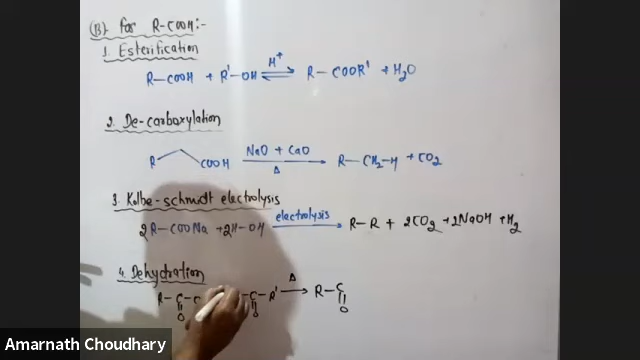 (B) for R-COOH:-
1. Esterification
R-COOH + R'-OH ⇌ R-COOR' + H2O
H+
2. De-carboxylation
R COOH NaO + CaO → R-CH2-H + CO2
Δ
3. Kolbe-schmidt electrolysis
2R-COONa + 2H-OH electrolysis → R-R + 2CO2 + 2NaOH + H2
4. Dehydration
R-C-
C-R' Δ → R-C
O O O
Amarnath Choudhary